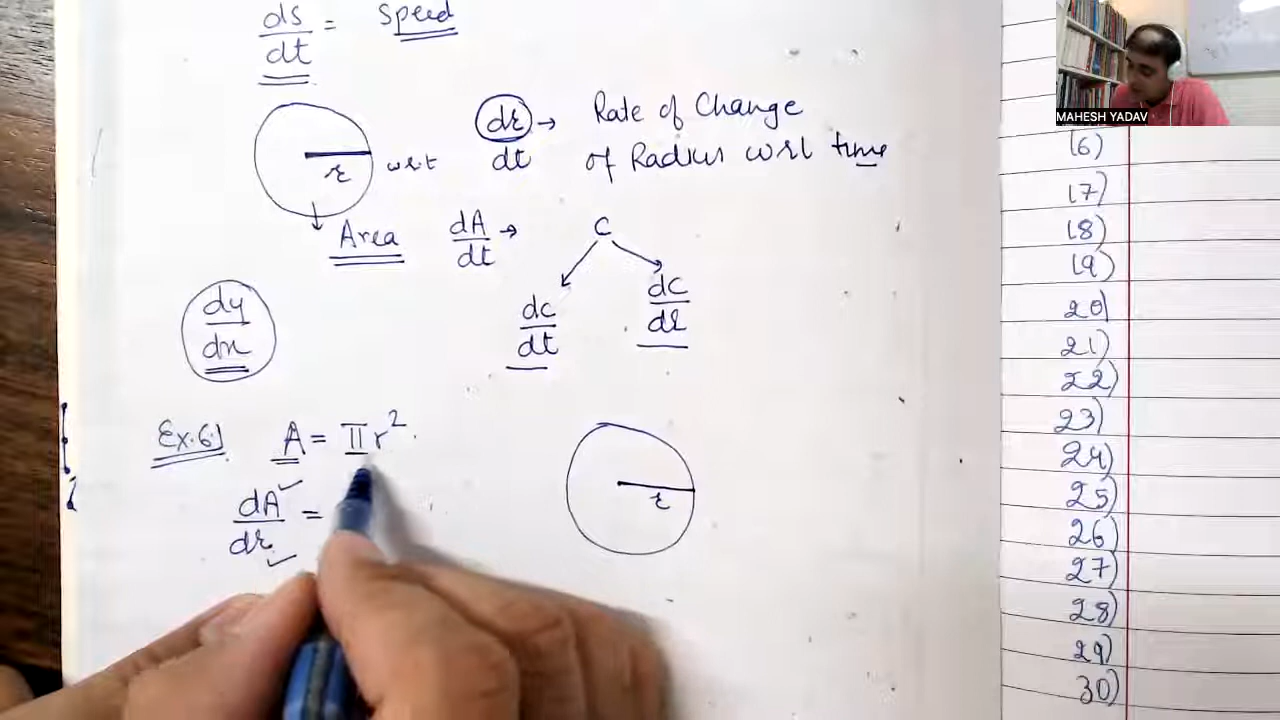 ds/dt = Speed
dr/dt → Rate of Change
of Radius wrt time
r wrt
Area dA/dt → C
dc/dt dc/dr
dy/dx
Ex. 6.1 A = πr²
dA/dr =
r
MAHESH YADAV
16)
17)
18)
19)
20)
21)
22)
23)
24)
25)
26)
27)
28)
29)
30)